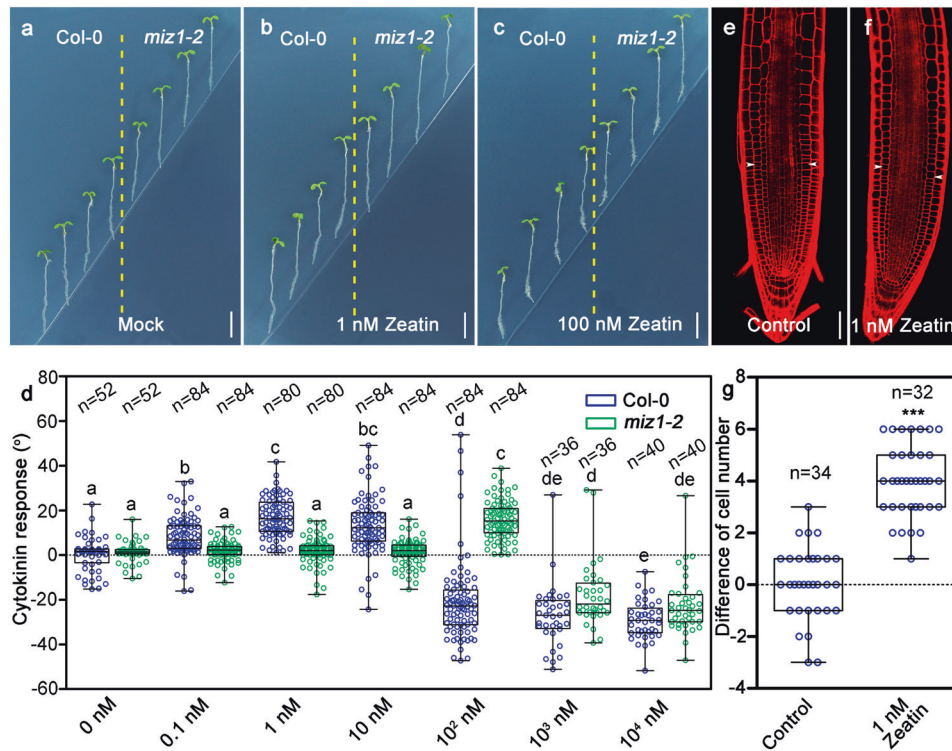 a
Col-0 miz1-2
Mock
b
Col-0 miz1-2
1 nM Zeatin
c
Col-0 miz1-2
100 nM Zeatin
e
Control
f
1 nM Zeatin
d
Cytokinin response (°)
80
60
40
20
0
-20
-40
-60
n=52 n=52 n=84 n=84 n=80 n=80 n=84 n=84 n=84 n=84 n=36 n=36 n=40 n=40
a a b a c a bc a d c de d e de
Col-0
miz1-2
0 nM 0.1 nM 1 nM 10 nM 10² nM 10³ nM 10⁴ nM
g
Difference of cell number
8
6
4
2
0
-2
-4
n=34
n=32
***
Control
1 nM
Zeatin